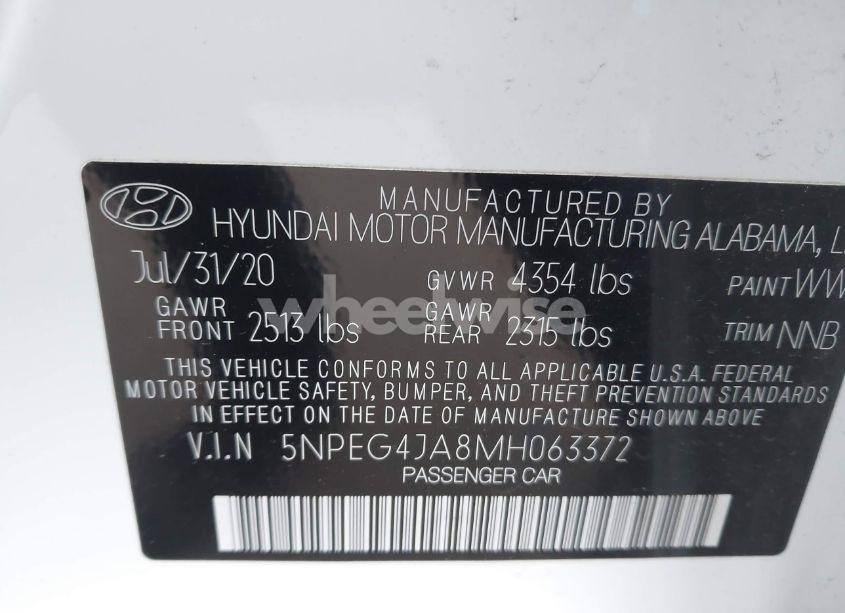 MANUFACTURED BY
HYUNDAI MOTOR MANUFACTURING ALABAMA,
Jul/31/20 GVWR 4354 lbs PAINT WW
GAWR FRONT 2513 lbs GAWR REAR 2315 lbs TRIM NNB
THIS VEHICLE CONFORMS TO ALL APPLICABLE U.S.A. FEDERAL
MOTOR VEHICLE SAFETY, BUMPER, AND THEFT PREVENTION STANDARDS
IN EFFECT ON THE DATE OF MANUFACTURE SHOWN ABOVE
V.I.N 5NPEG4JA8MH063372
PASSENGER CAR
wheelwise